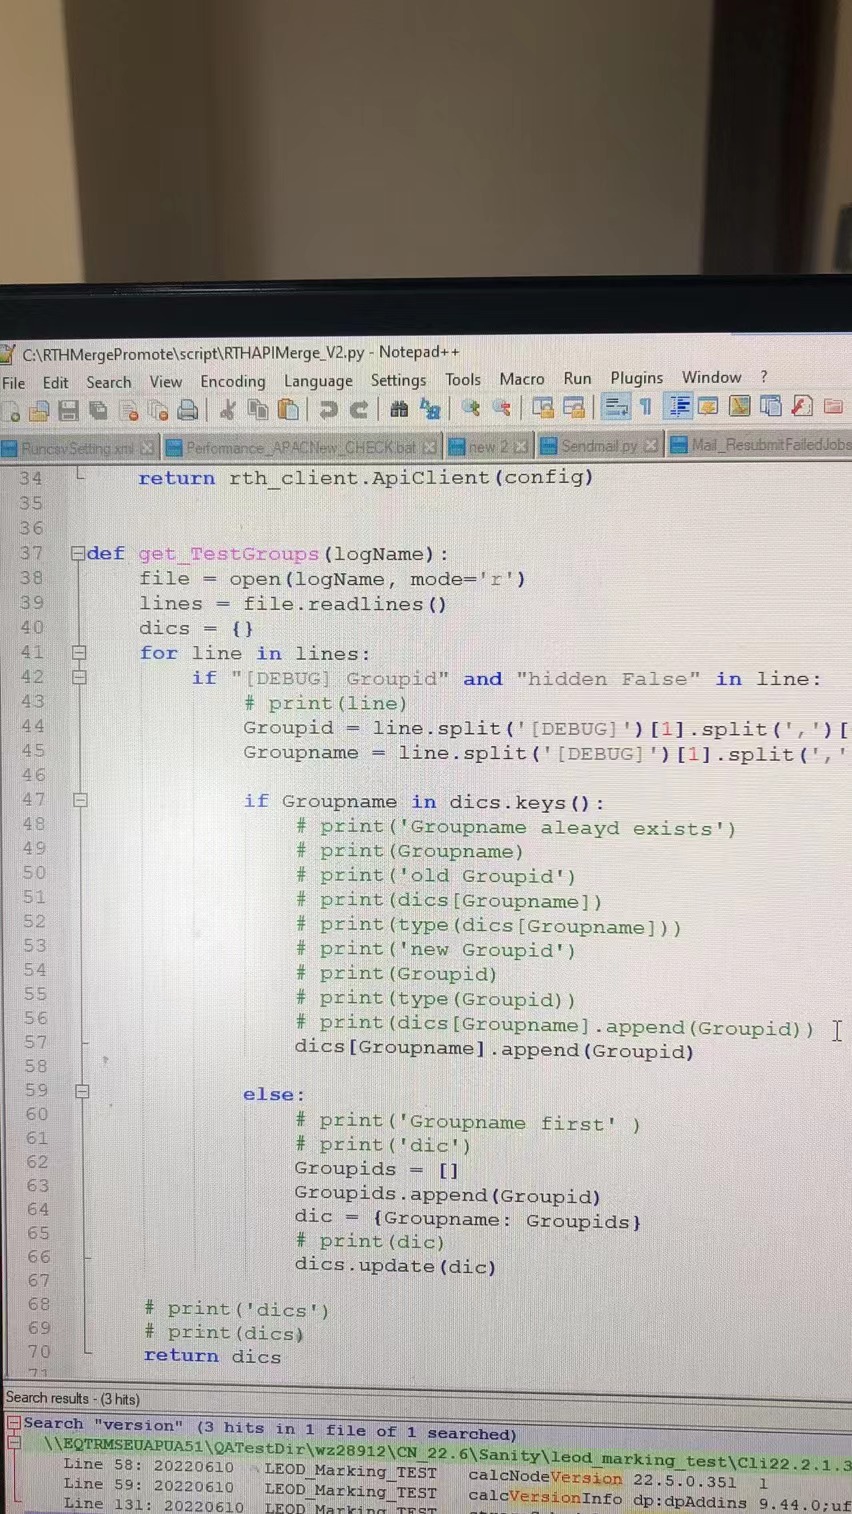 C:\RTHMergePromote\script\RTHAPIMerge_V2.py - Notepad++
File Edit Search View Encoding Language Settings Tools Macro Run Plugins Window ?
RuncsvSetting.xml Performance_APACNew_CHECK.bat new 2 Sendmail.py Mail_ResubmitFailedJobs
34 return rth_client.ApiClient(config)
35
36
37 def get_TestGroups(logName):
38 file = open(logName, mode='r')
39 lines = file.readlines()
40 dics = {}
41 for line in lines:
42 if "[DEBUG] Groupid" and "hidden False" in line:
43 # print(line)
44 Groupid = line.split('[DEBUG]')[1].split(',')[
45 Groupname = line.split('[DEBUG]')[1].split(','
46
47 if Groupname in dics.keys():
48 # print('Groupname aleayd exists')
49 # print(Groupname)
50 # print('old Groupid')
51 # print(dics[Groupname])
52 # print(type(dics[Groupname]))
53 # print('new Groupid')
54 # print(Groupid)
55 # print(type(Groupid))
56 # print(dics[Groupname].append(Groupid))
57 dics[Groupname].append(Groupid)
58
59 else:
60 # print('Groupname first' )
61 # print('dic')
62 Groupids = []
63 Groupids.append(Groupid)
64 dic = {Groupname: Groupids}
65 # print(dic)
66 dics.update(dic)
67
68 # print('dics')
69 # print(dics)
70 return dics
71
Search results - (3 hits)
Search "version" (3 hits in 1 file of 1 searched)
\\EQTRMSEUAPUA51\QATestDir\wz28912\CN_22.6\Sanity\leod_marking_test\Cli22.2.1.3
Line 58: 20220610 LEOD_Marking_TEST calcNodeVersion 22.5.0.351 1
Line 59: 20220610 LEOD_Marking_TEST calcVersionInfo dp:dpAddins 9.44.0;uf
Line 131: 20220610 LEOD_Marking_TEST